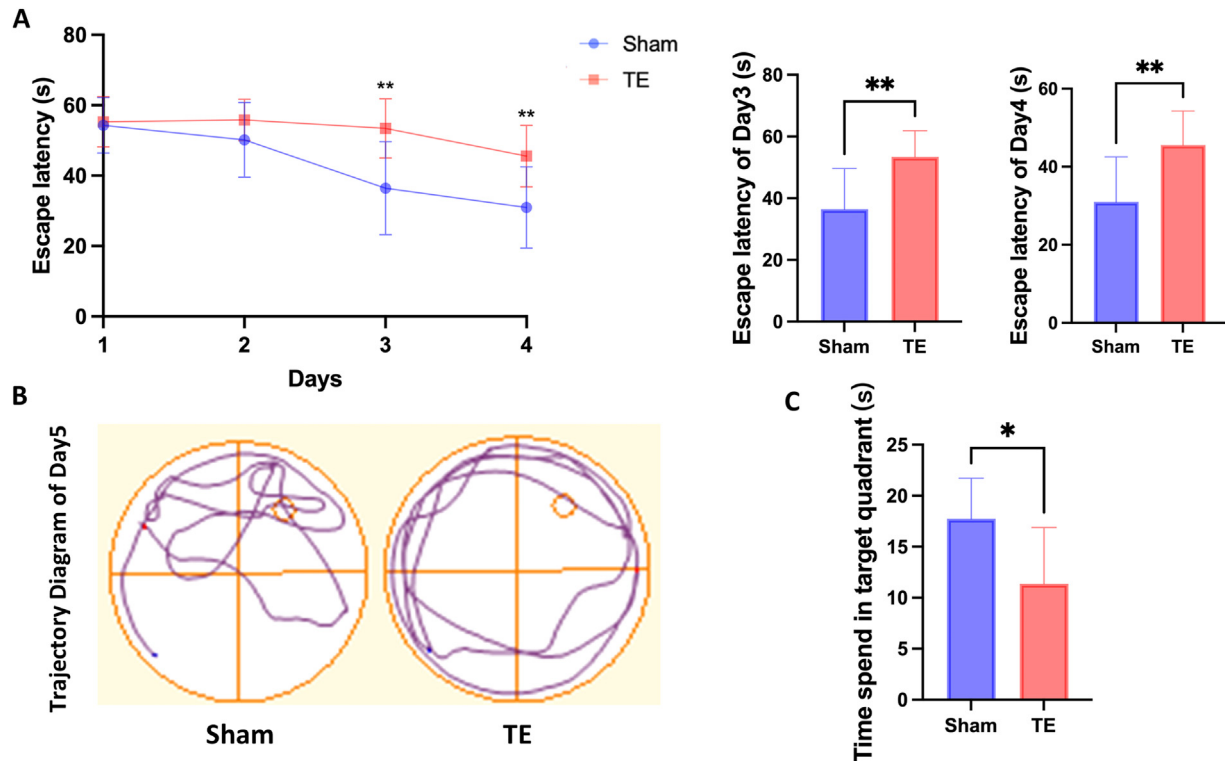 A
Escape latency (s)
80
60
40
20
0
1 2 3 4
Days
** **
Sham
TE
Escape latency of Day3 (s)
80
60
40
20
0
**
Sham TE
Escape latency of Day4 (s)
60
40
20
0
**
Sham TE
B
Trajectory Diagram of Day5
Sham TE
C
Time spend in target quadrant (s)
25
20
15
10
5
0
*
Sham TE